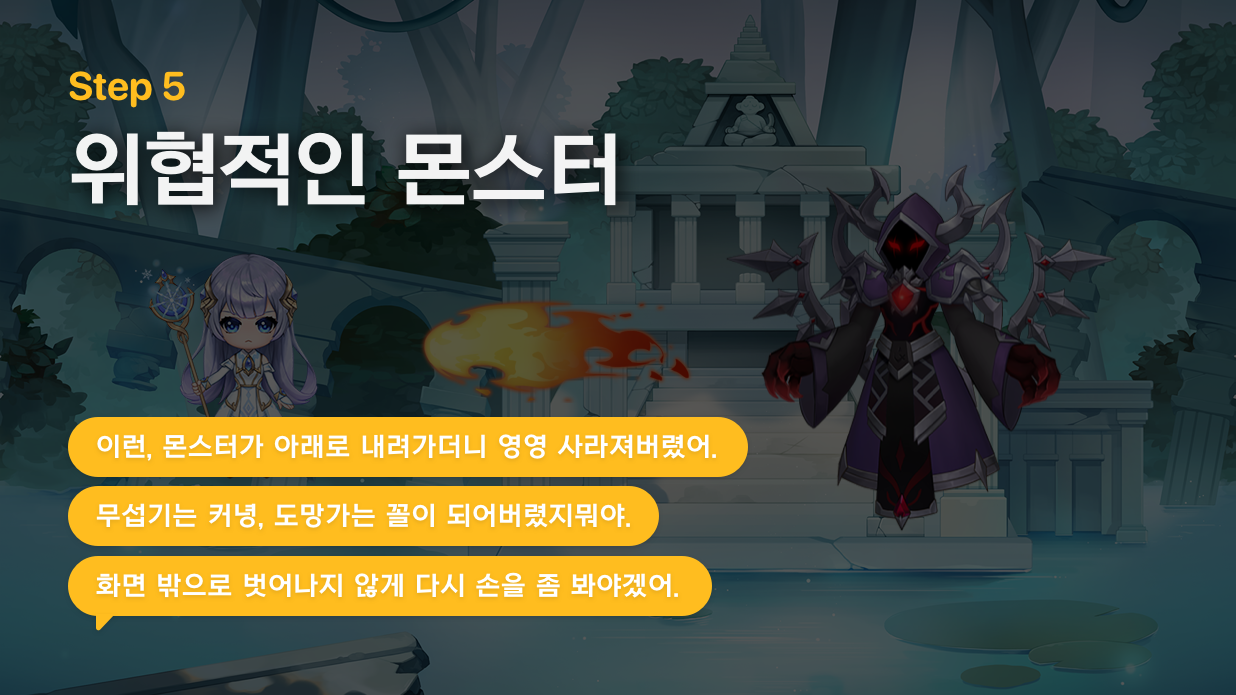 Step 5
위협적인 몬스터
이런, 몬스터가 아래로 내려가더니 영영 사라져버렸어.
무섭기는 커녕, 도망가는 꼴이 되어버렸지뭐야.
화면 밖으로 벗어나지 않게 다시 손을 좀 봐야겠어.